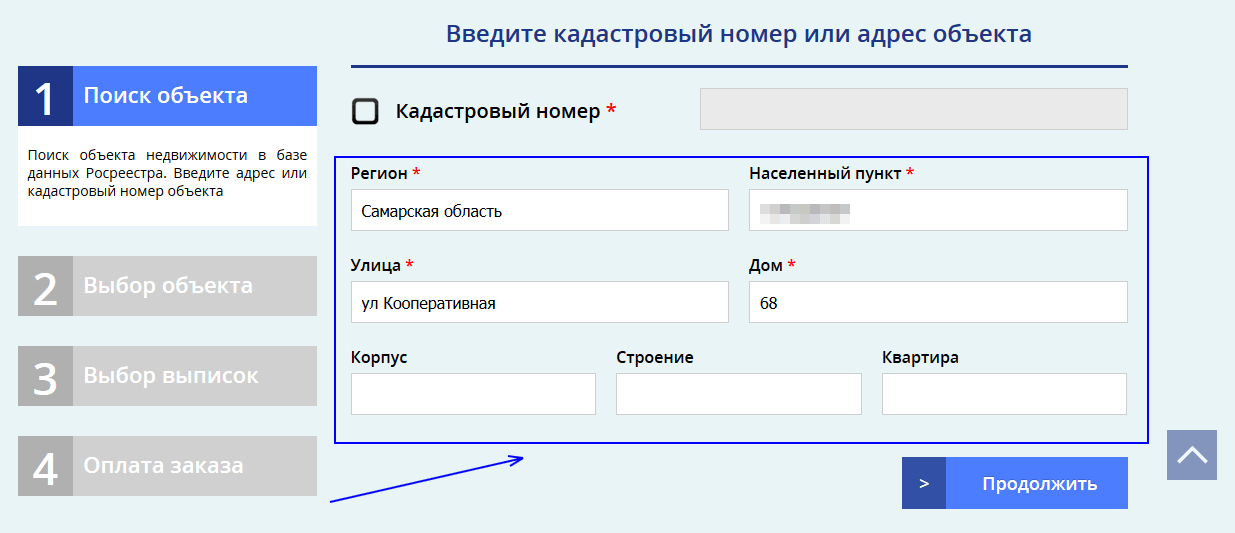 Введите кадастровый номер или адрес объекта
1 Поиск объекта
Поиск объекта недвижимости в базе
данных Росреестра. Введите адрес или
кадастровый номер объекта
2 Выбор объекта
3 Выбор выписок
4 Оплата заказа
Кадастровый номер *
Регион * Населенный пункт *
Самарская область
Улица * Дом *
ул Кооперативная 68
Корпус Строение Квартира
> Продолжить